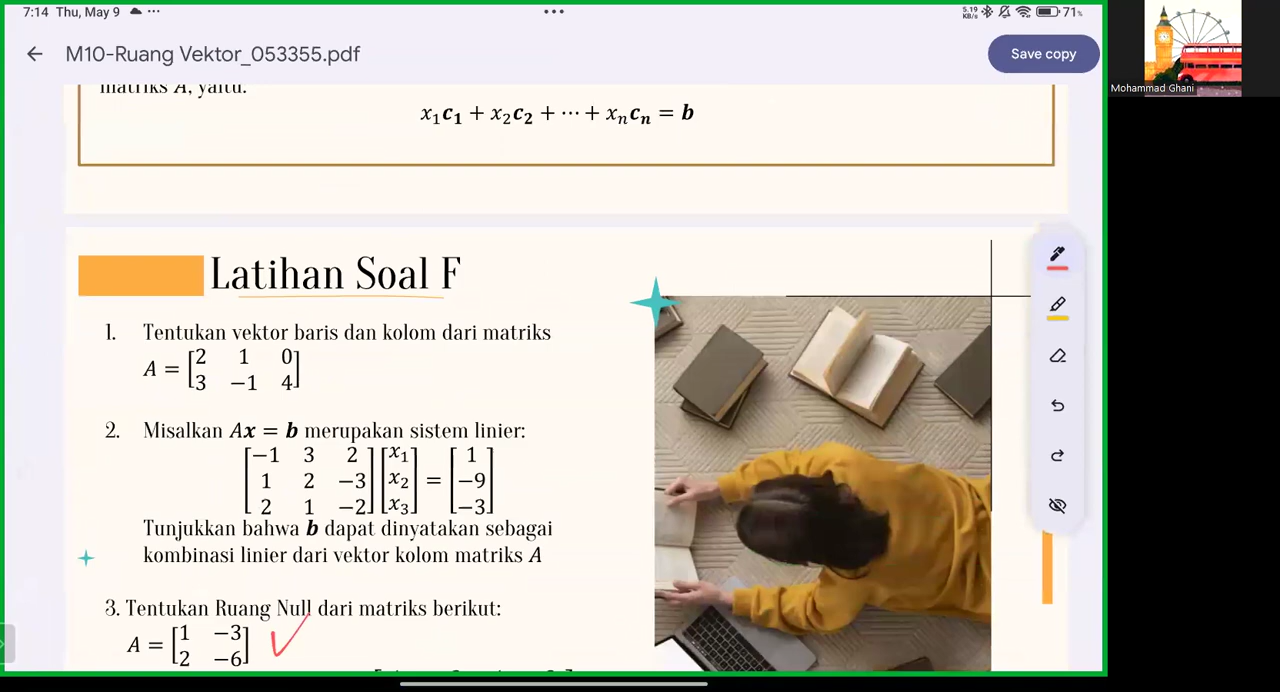 7:14 Thu, May 9
5.19 KB/s 71%
M10-Ruang Vektor_053355.pdf
Save copy
Mohammad Ghani
matriks A, yaitu:
x₁c₁ + x₂c₂ + ⋯ + xₙcₙ = b
Latihan Soal F
1. Tentukan vektor baris dan kolom dari matriks
A = [2 1 0
3 −1 4]
2. Misalkan Ax = b merupakan sistem linier:
[−1 3 2
1 2 −3
2 1 −2] [x₁
x₂
x₃] = [1
−9
−3]
Tunjukkan bahwa b dapat dinyatakan sebagai
kombinasi linier dari vektor kolom matriks A
3. Tentukan Ruang Null dari matriks berikut:
A = [1 −3
2 −6]